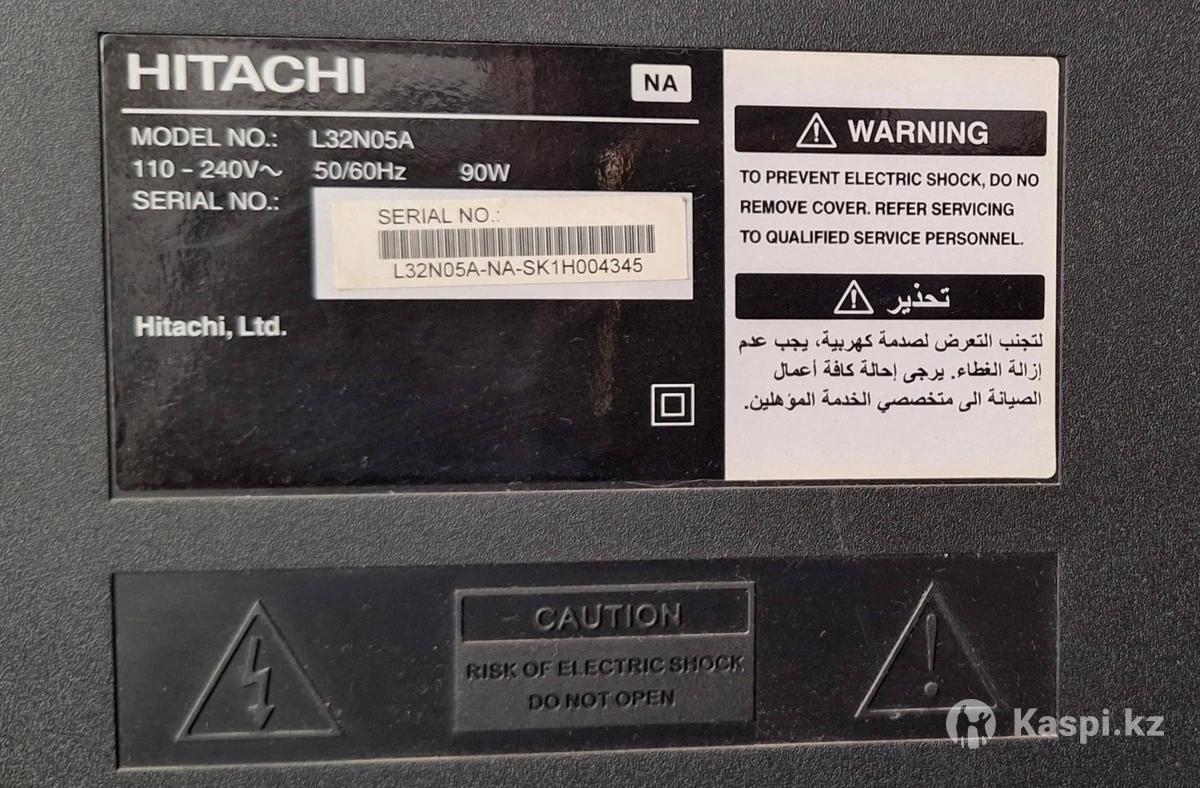 HITACHI
NA
MODEL NO.: L32N05A
110 - 240V~ 50/60Hz 90W
SERIAL NO.:
SERIAL NO.:
L32N05A-NA-SK1H004345
Hitachi, Ltd.
WARNING
TO PREVENT ELECTRIC SHOCK, DO NO
REMOVE COVER. REFER SERVICING
TO QUALIFIED SERVICE PERSONNEL.
تحذير
لتجنب التعرض لصدمة كهربية، يجب عدم
إزالة الغطاء. يرجى إحالة كافة أعمال
الصيانة الى متخصصي الخدمة المؤهلين.
CAUTION
RISK OF ELECTRIC SHOCK
DO NOT OPEN
Kaspi.kz